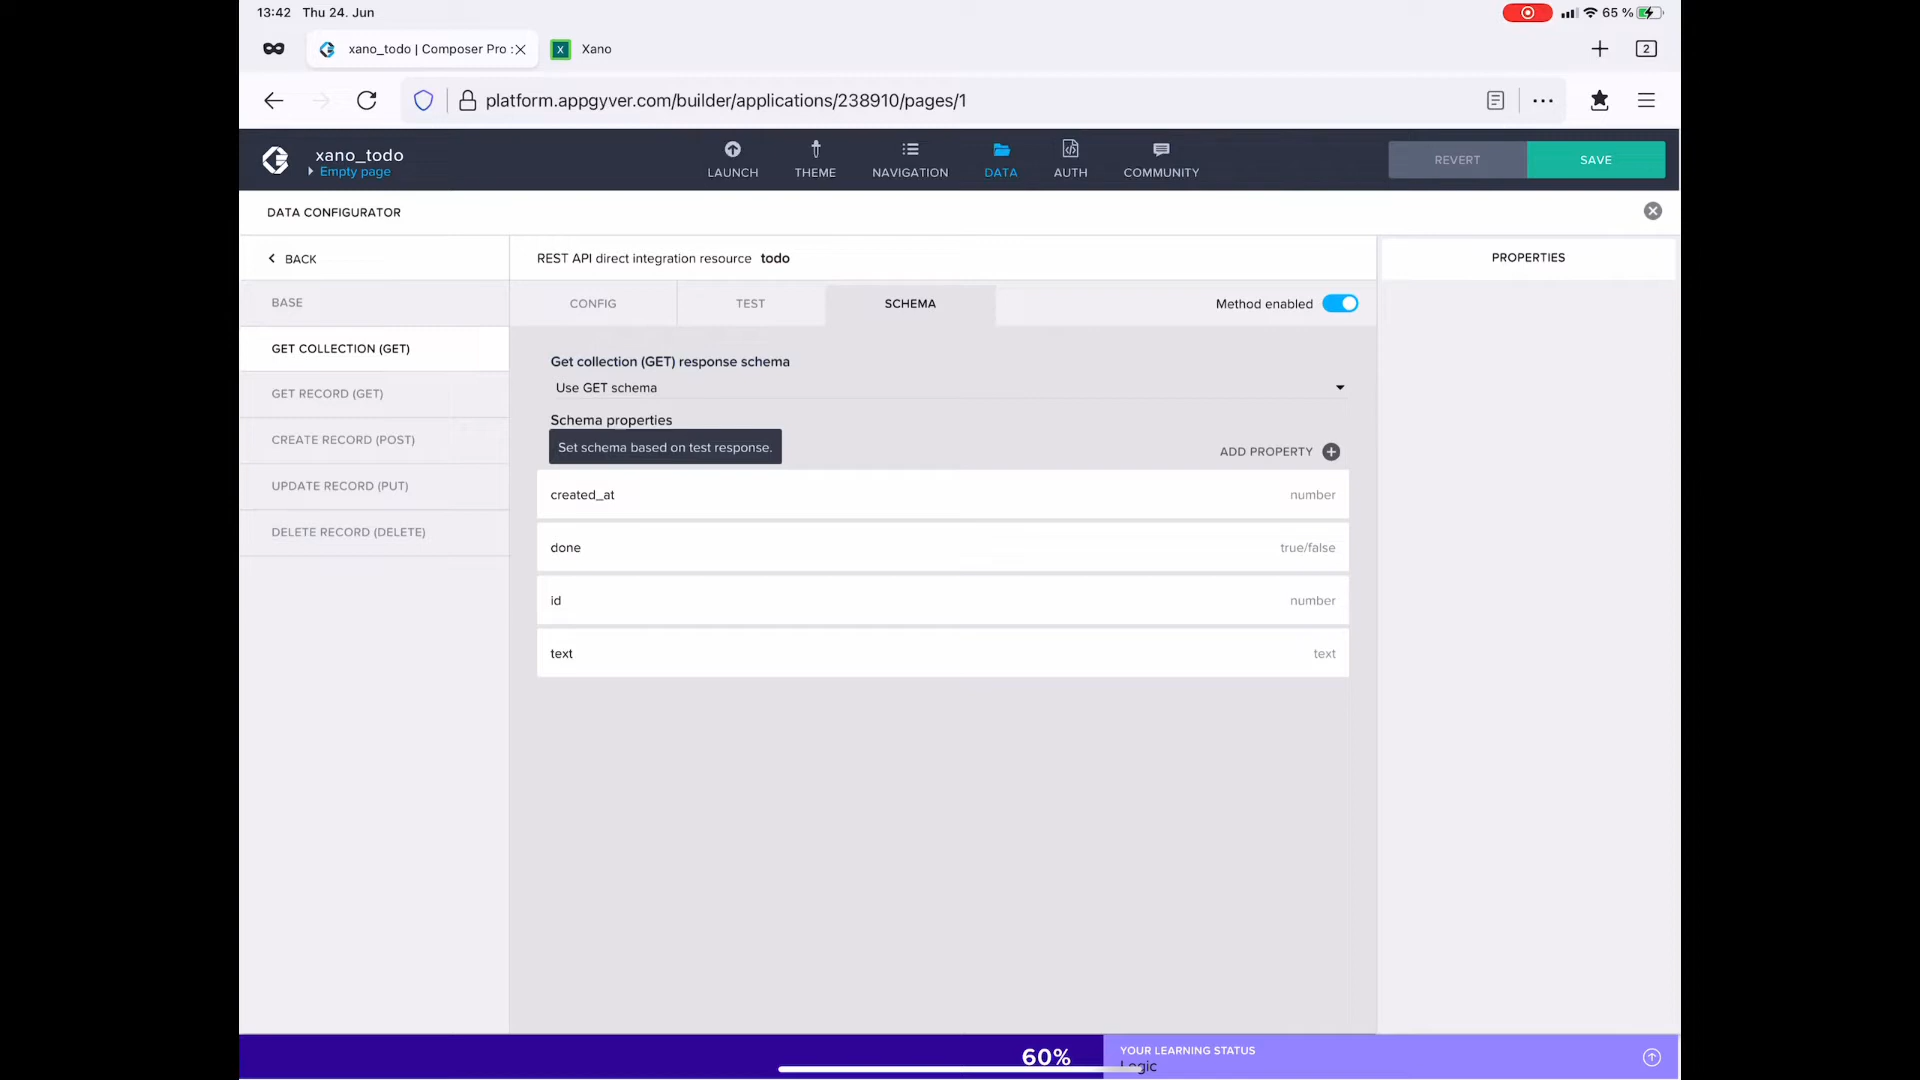 13:42 Thu 24. Jun
65 %
xano_todo | Composer Pro :
X Xano
2
platform.appgyver.com/builder/applications/238910/pages/1
xano_todo
Empty page
LAUNCH
THEME
NAVIGATION
DATA
AUTH
COMMUNITY
REVERT
SAVE
DATA CONFIGURATOR
BACK
REST API direct integration resource todo
PROPERTIES
BASE
CONFIG
TEST
SCHEMA
Method enabled
GET COLLECTION (GET)
GET RECORD (GET)
CREATE RECORD (POST)
UPDATE RECORD (PUT)
DELETE RECORD (DELETE)
Get collection (GET) response schema
Use GET schema
Schema properties
Set schema based on test response.
ADD PROPERTY
created_at number
done true/false
id number
text text
60%
YOUR LEARNING STATUS
Logic